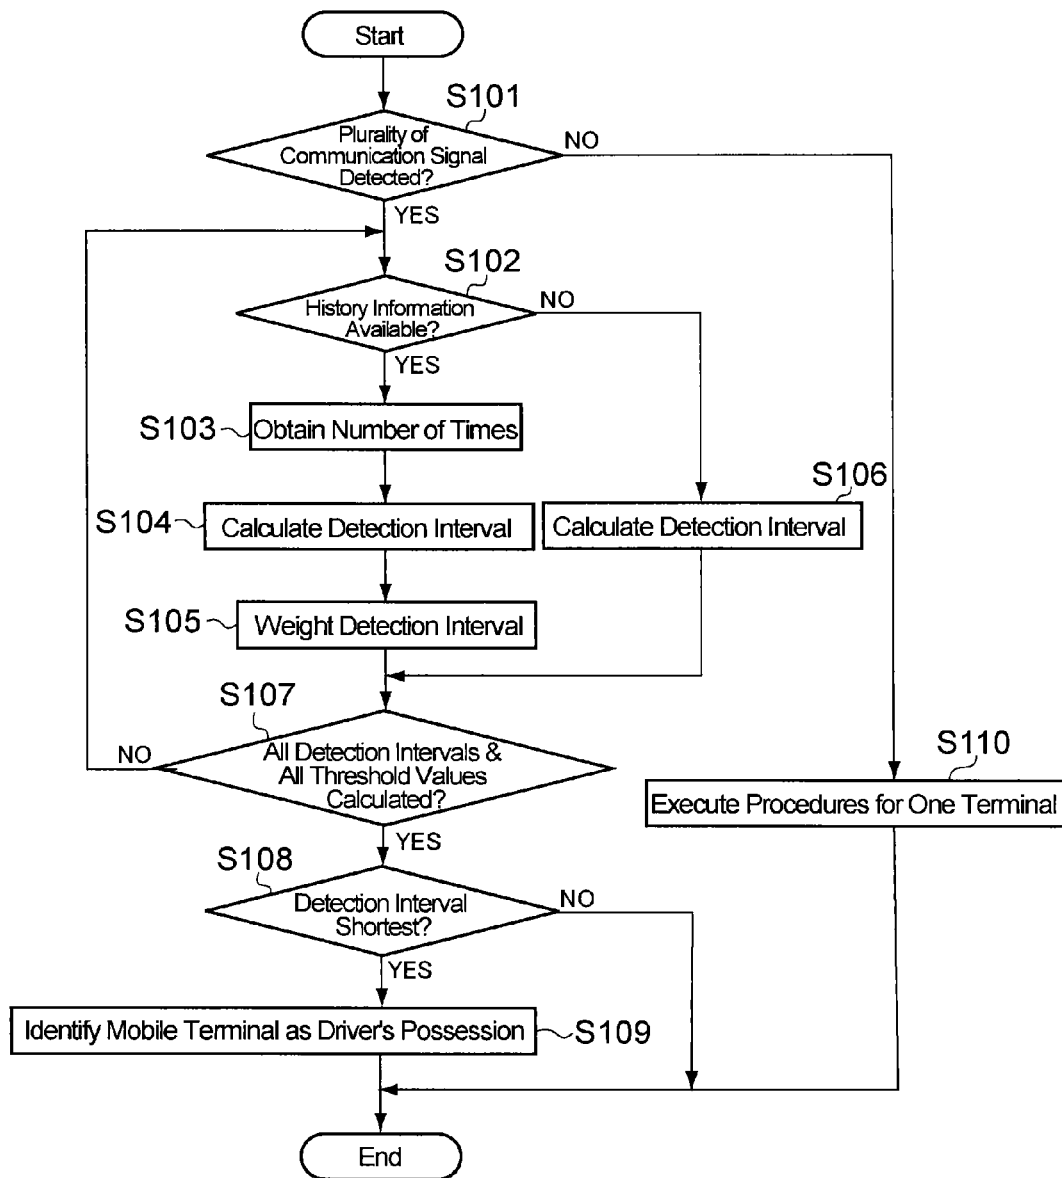 Start
S101
Plurality of
Communication Signal
Detected?
NO
YES
S102
History Information
Available?
NO
YES
S103
Obtain Number of Times
S106
S104
Calculate Detection Interval
Calculate Detection Interval
S105
Weight Detection Interval
S107
All Detection Intervals &
All Threshold Values
Calculated?
NO
YES
S110
Execute Procedures for One Terminal
S108
Detection Interval
Shortest?
NO
YES
Identify Mobile Terminal as Driver's Possession
S109
End